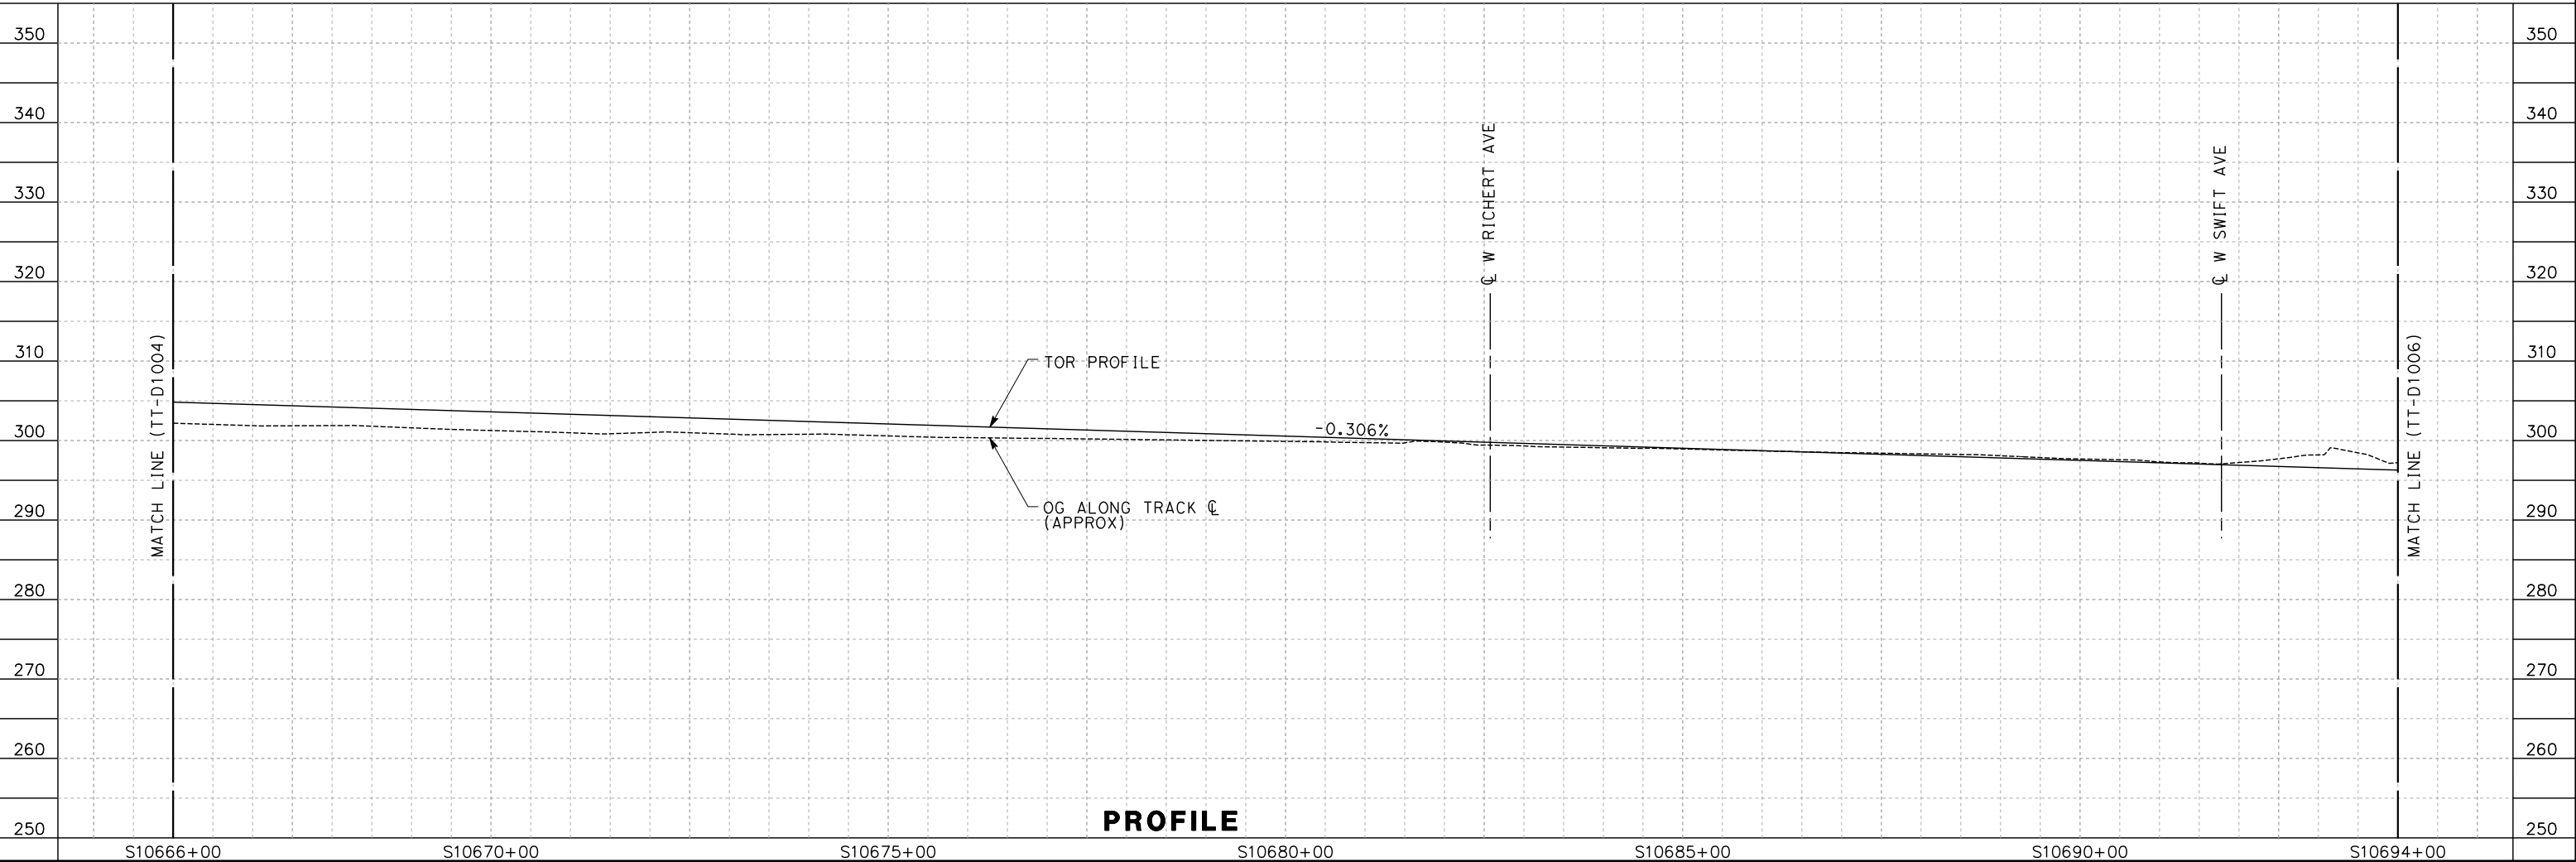 350 350
340 340
330 330
320 320
310 310
300 300
290 290
280 280
270 270
260 260
250 250
MATCH LINE (TT-D1004)
TOR PROFILE
OG ALONG TRACK ℄
(APPROX)
-0.306%
℄ W RICHERT AVE
℄ W SWIFT AVE
MATCH LINE (TT-D1006)
PROFILE
S10666+00 S10670+00 S10675+00 S10680+00 S10685+00 S10690+00 S10694+00